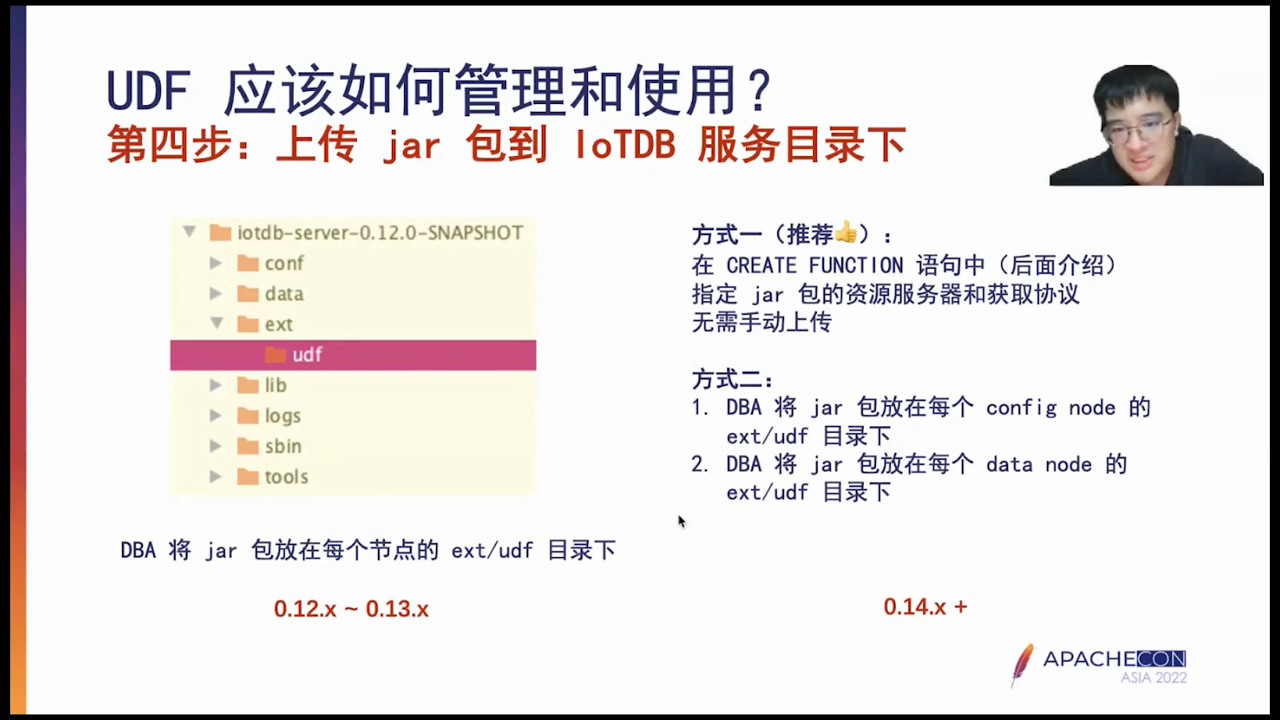 UDF 应该如何管理和使用？
第四步：上传 jar 包到 IoTDB 服务目录下
iotdb-server-0.12.0-SNAPSHOT
conf
data
ext
udf
lib
logs
sbin
tools
DBA 将 jar 包放在每个节点的 ext/udf 目录下
0.12.x ~ 0.13.x
方式一（推荐👍）：
在 CREATE FUNCTION 语句中（后面介绍）
指定 jar 包的资源服务器和获取协议
无需手动上传
方式二：
1. DBA 将 jar 包放在每个 config node 的
ext/udf 目录下
2. DBA 将 jar 包放在每个 data node 的
ext/udf 目录下
0.14.x +
APACHECON
ASIA 2022